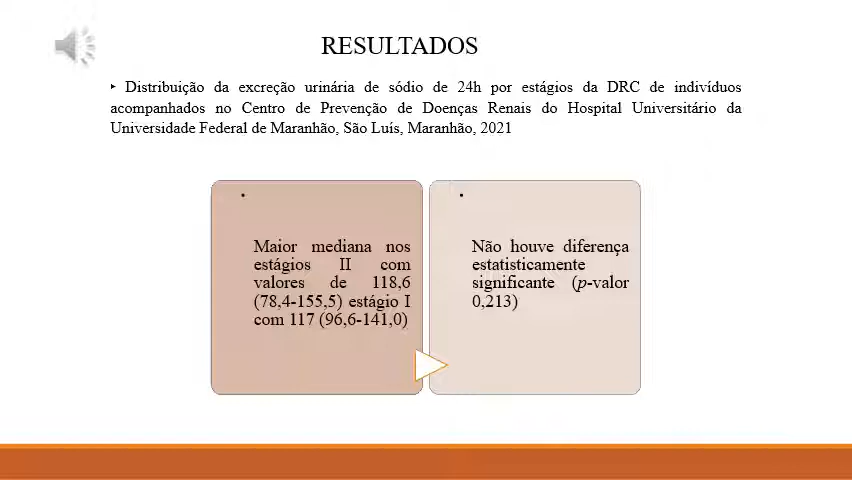 RESULTADOS
‣ Distribuição da excreção urinária de sódio de 24h por estágios da DRC de indivíduos
acompanhados no Centro de Prevenção de Doenças Renais do Hospital Universitário da
Universidade Federal de Maranhão, São Luís, Maranhão, 2021
•
Maior mediana nos
estágios II com
valores de 118,6
(78,4-155,5) estágio I
com 117 (96,6-141,0)
•
Não houve diferença
estatisticamente
significante (p-valor
0,213)